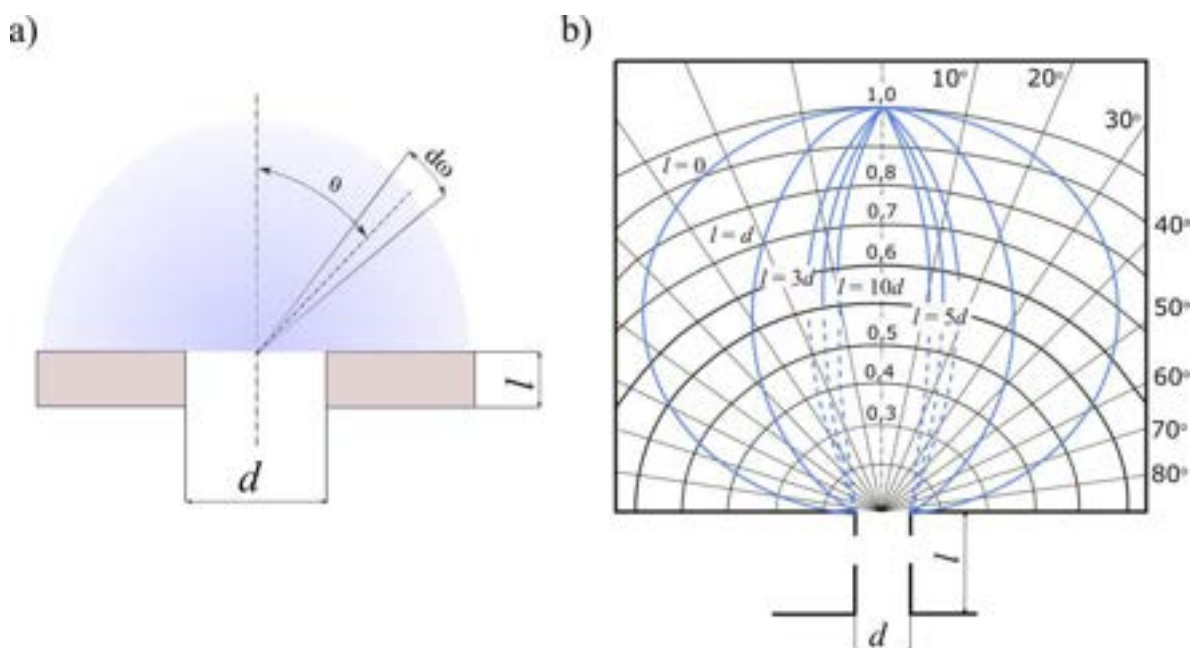 a)
θ
dω
l
d
b)
1,0
10°
20°
30°
l = 0
0,8
40°
l = d
0,7
0,6
l = 3d
l = 10d
50°
l = 5d
0,5
60°
0,4
70°
0,3
80°
l
d